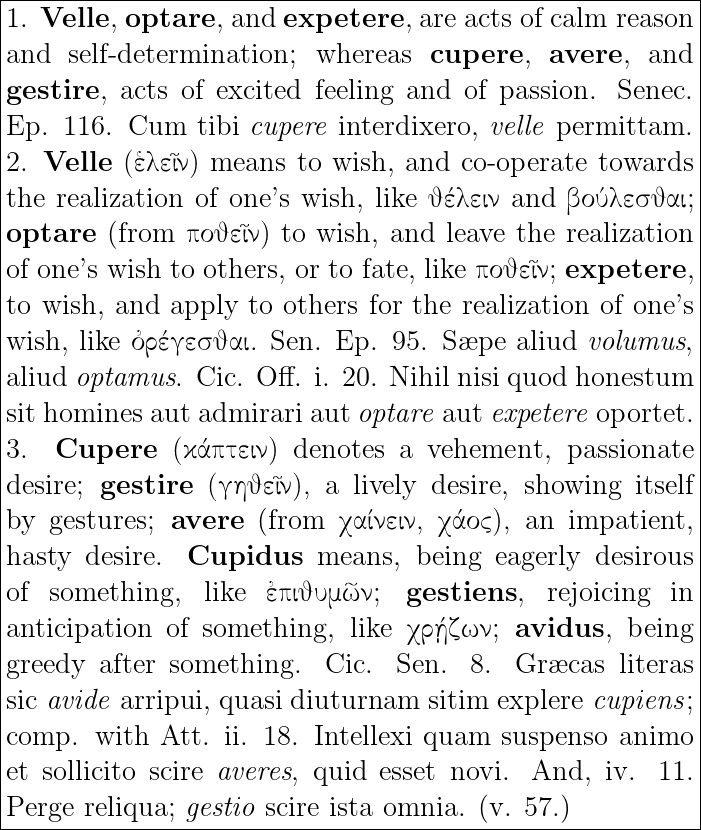 1. Velle, optare, and expetere, are acts of calm reason
and self-determination; whereas cupere, avere, and
gestire, acts of excited feeling and of passion. Senec.
Ep. 116. Cum tibi cupere interdixero, velle permittam.
2. Velle (ἑλεῖν) means to wish, and co-operate towards
the realization of one's wish, like θέλειν and βούλεσθαι;
optare (from ποθεῖν) to wish, and leave the realization
of one's wish to others, or to fate, like ποθεῖν; expetere,
to wish, and apply to others for the realization of one's
wish, like ὀρέγεσθαι. Sen. Ep. 95. Sæpe aliud volumus,
aliud optamus. Cic. Off. i. 20. Nihil nisi quod honestum
sit homines aut admirari aut optare aut expetere oportet.
3. Cupere (κάπτειν) denotes a vehement, passionate
desire; gestire (γηθεῖν), a lively desire, showing itself
by gestures; avere (from χαίνειν, χάος), an impatient,
hasty desire. Cupidus means, being eagerly desirous
of something, like ἐπιθυμῶν; gestiens, rejoicing in
anticipation of something, like χρῄζων; avidus, being
greedy after something. Cic. Sen. 8. Græcas literas
sic avide arripui, quasi diuturnam sitim explere cupiens;
comp. with Att. ii. 18. Intellexi quam suspenso animo
et sollicito scire averes, quid esset novi. And, iv. 11.
Perge reliqua; gestio scire ista omnia. (v. 57.)